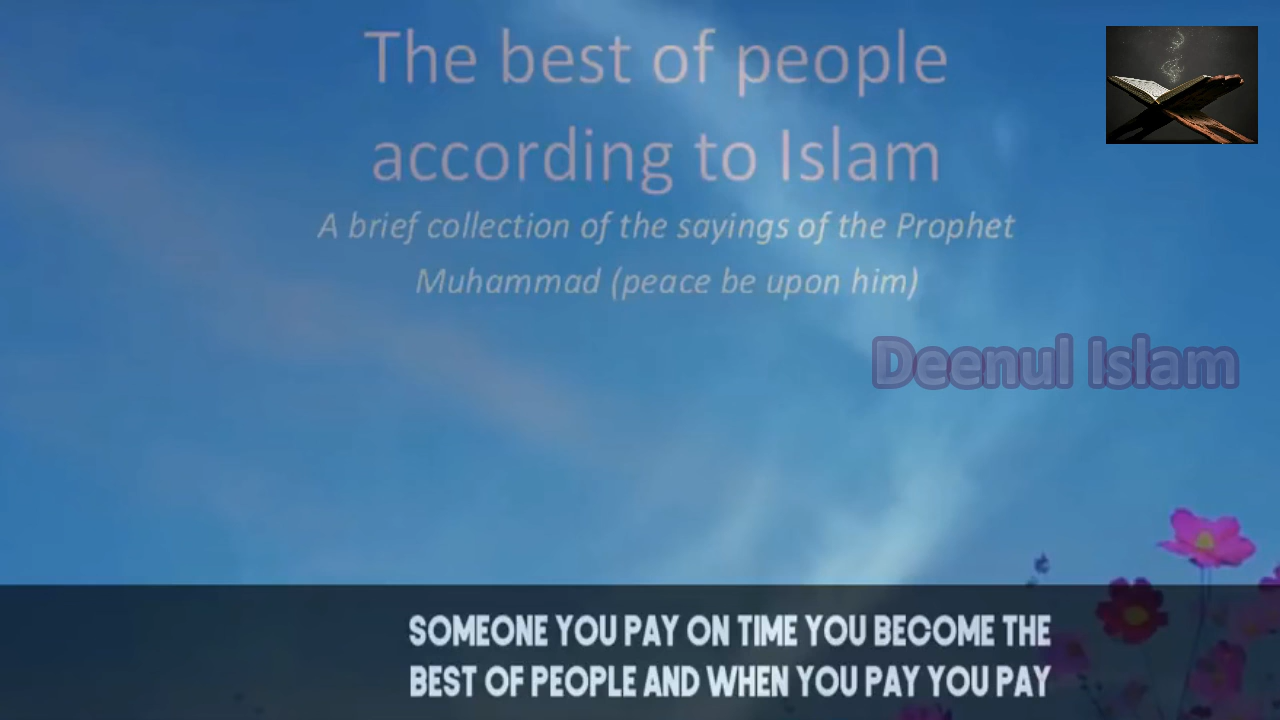 The best of people
according to Islam
A brief collection of the sayings of the Prophet
Muhammad (peace be upon him)
Deenul Islam
SOMEONE YOU PAY ON TIME YOU BECOME THE
BEST OF PEOPLE AND WHEN YOU PAY YOU PAY